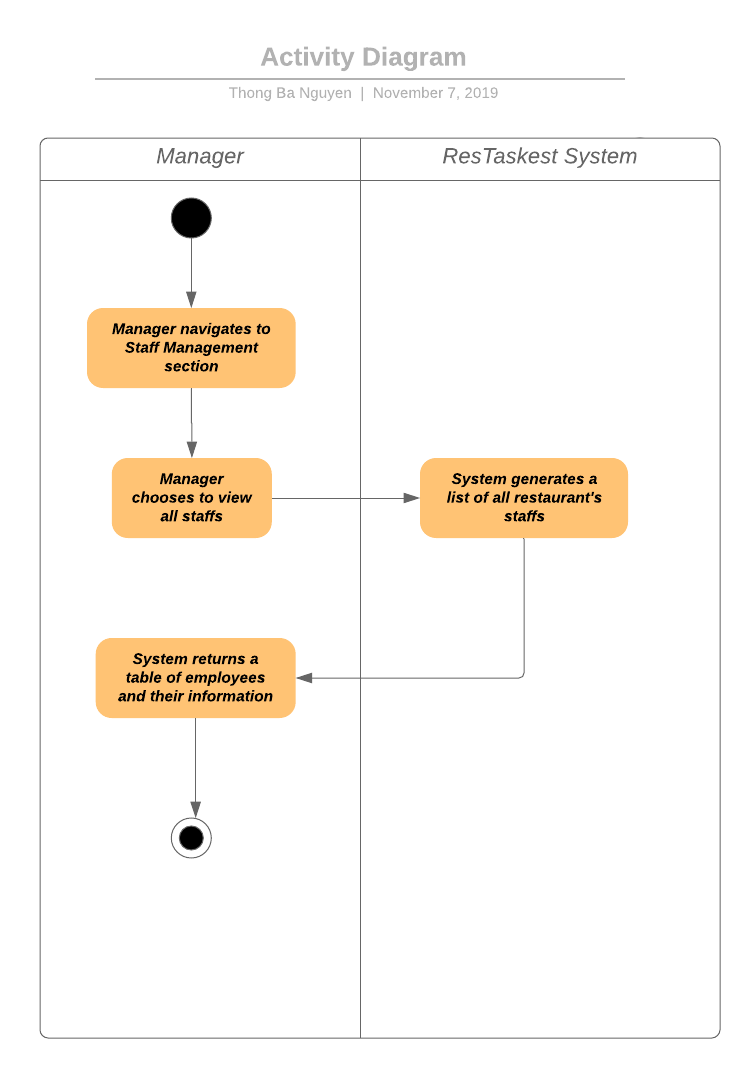 Activity Diagram
Thong Ba Nguyen | November 7, 2019
Manager
ResTaskest System
Manager navigates to
Staff Management
section
Manager
chooses to view
all staffs
System generates a
list of all restaurant's
staffs
System returns a
table of employees
and their information